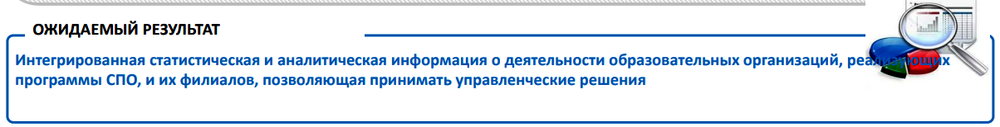 ОЖИДАЕМЫЙ РЕЗУЛЬТАТ
Интегрированная статистическая и аналитическая информация о деятельности образовательных организаций, реализующих
программы СПО, и их филиалов, позволяющая принимать управленческие решения